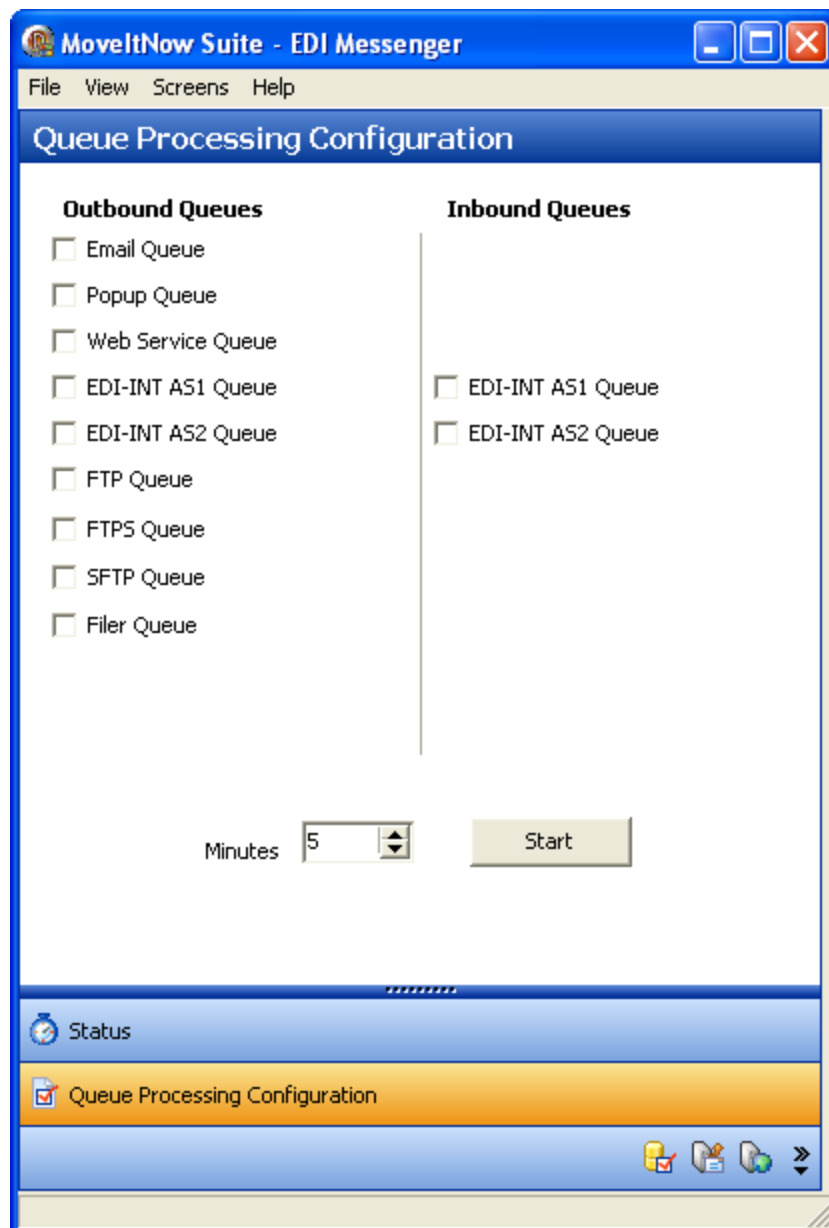 MoveItNow Suite - EDI Messenger
File View Screens Help
Queue Processing Configuration
Outbound Queues Inbound Queues
Email Queue
Popup Queue
Web Service Queue
EDI-INT AS1 Queue EDI-INT AS1 Queue
EDI-INT AS2 Queue EDI-INT AS2 Queue
FTP Queue
FTPS Queue
SFTP Queue
Filer Queue
Minutes 5 Start
Status
Queue Processing Configuration